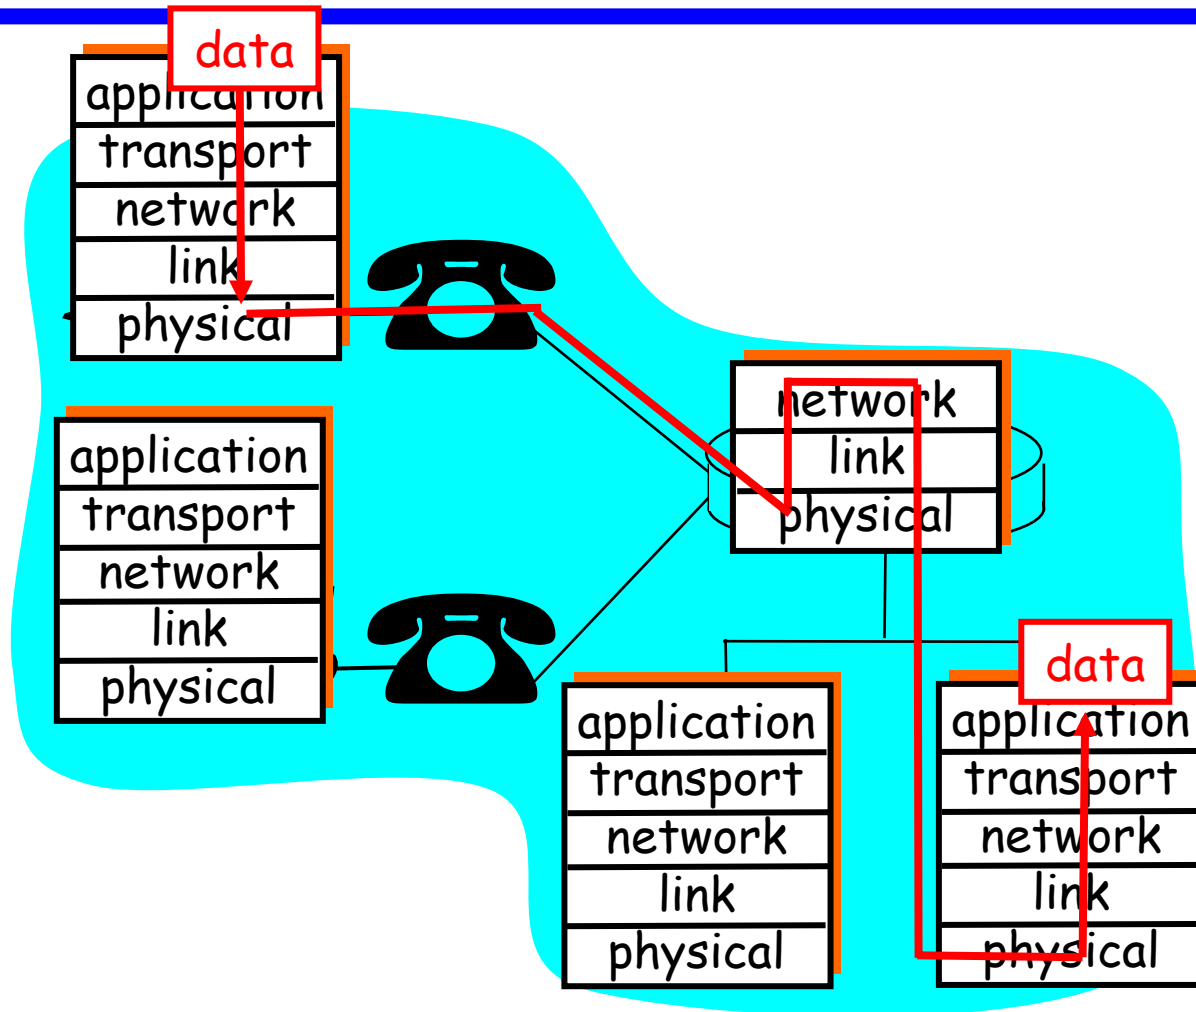 data
application
transport
network
link
physical
application
transport
network
link
physical
network
link
physical
application
transport
network
link
physical
data
application
transport
network
link
physical